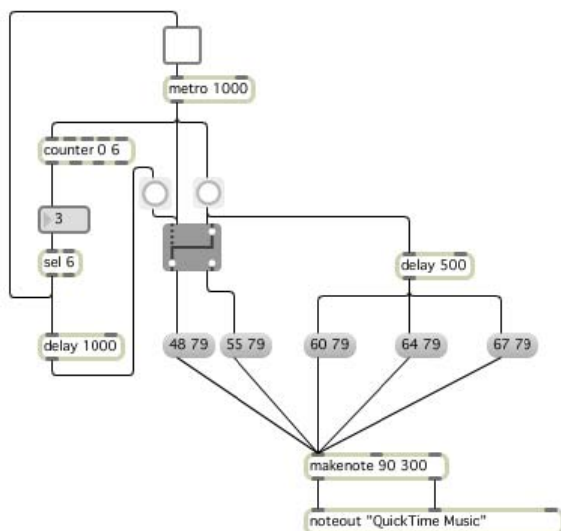 metro 1000
counter 0 6
3
sel 6
delay 500
delay 1000
48 79
55 79
60 79
64 79
67 79
makenote 90 300
noteout "QuickTime Music"